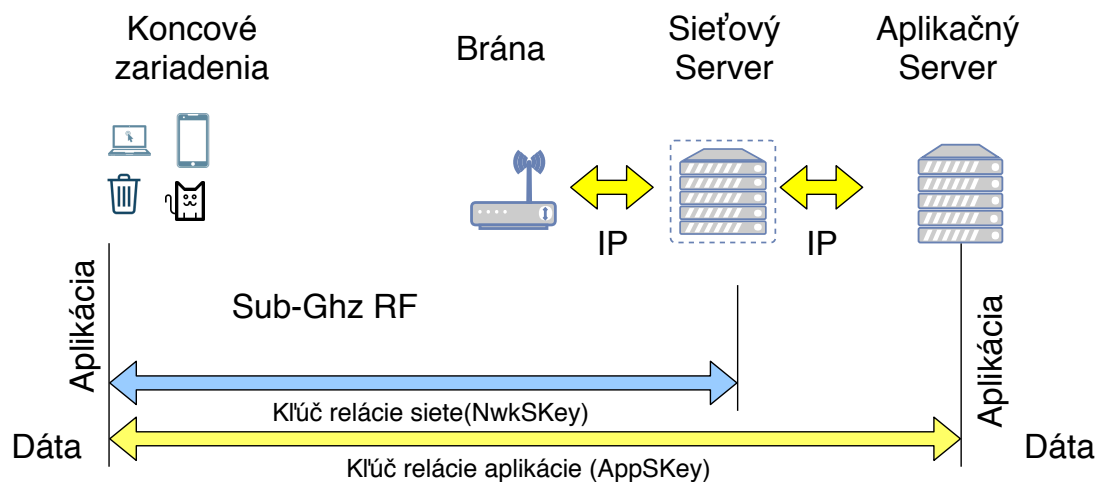 Koncové
zariadenia
Brána
Sieťový
Server
Aplikačný
Server
IP
IP
Sub-Ghz RF
Aplikácia
Aplikácia
Kľúč relácie siete(NwkSKey)
Dáta
Dáta
Kľúč relácie aplikácie (AppSKey)